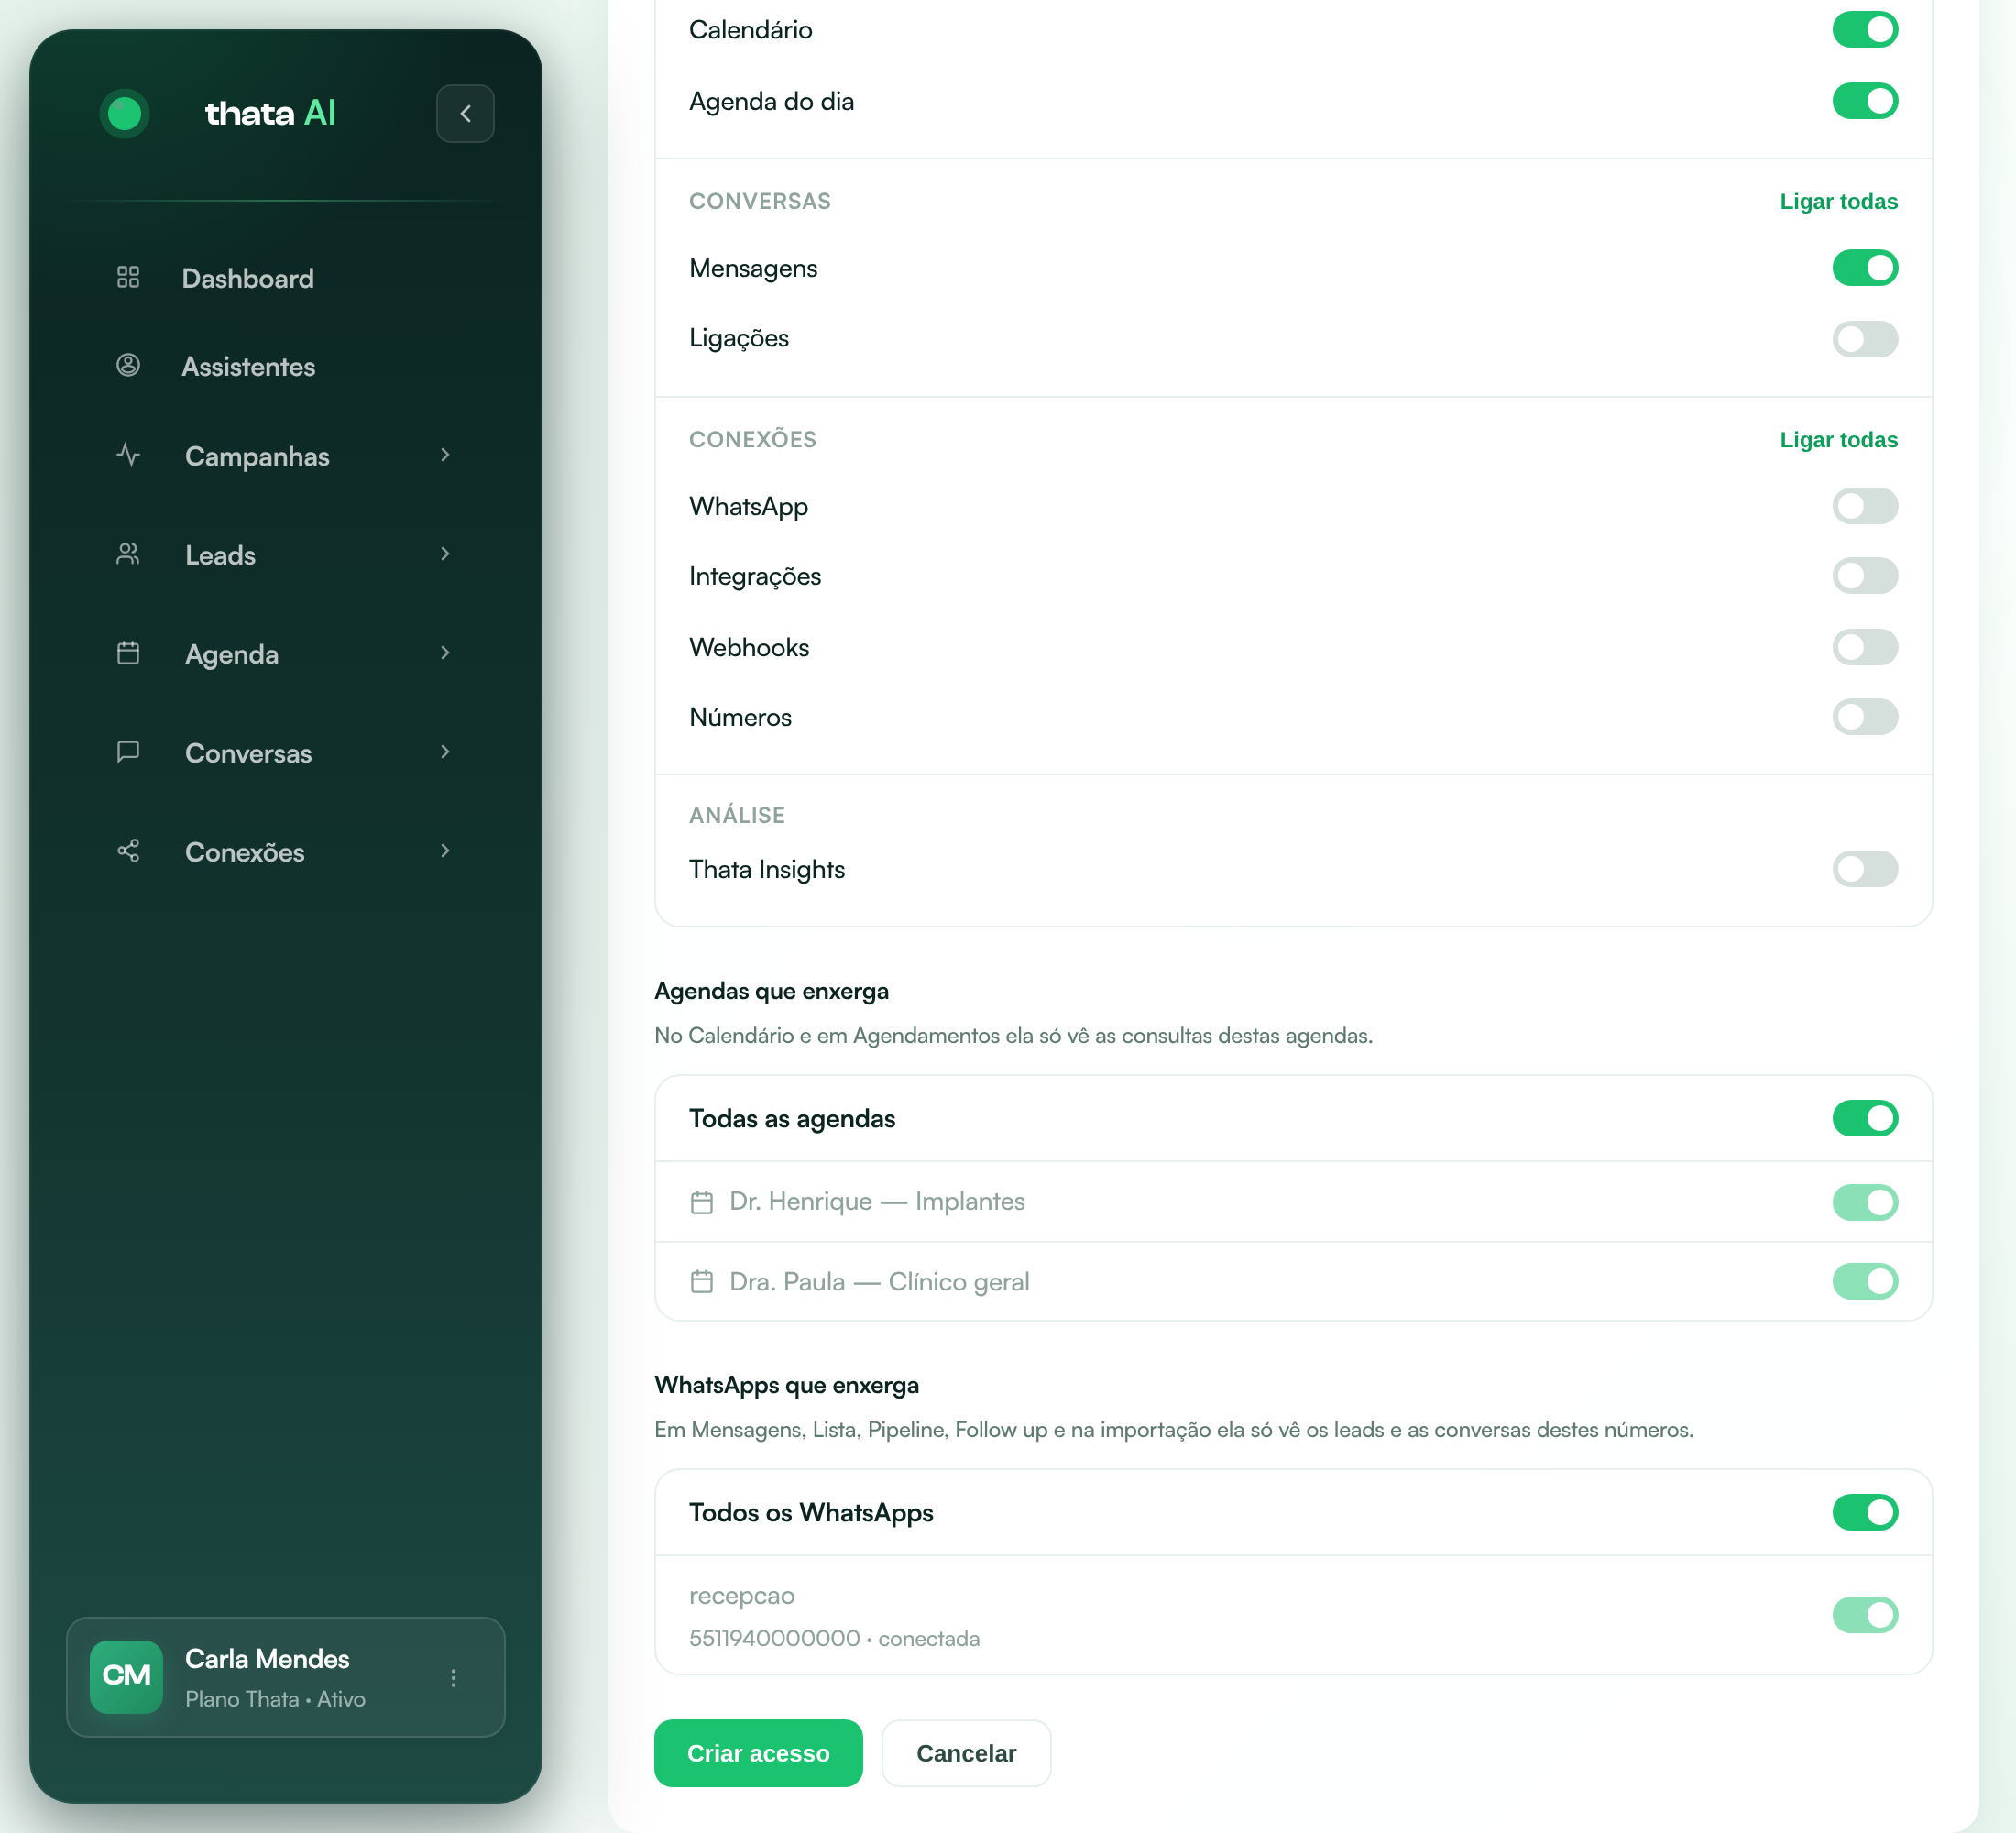 thata AI
Dashboard
Assistentes
Campanhas
Leads
Agenda
Conversas
Conexões
CM
Carla Mendes
Plano Thata · Ativo
Calendário
Agenda do dia
CONVERSAS
Ligar todas
Mensagens
Ligações
CONEXÕES
Ligar todas
WhatsApp
Integrações
Webhooks
Números
ANÁLISE
Thata Insights
Agendas que enxerga
No Calendário e em Agendamentos ela só vê as consultas destas agendas.
Todas as agendas
Dr. Henrique — Implantes
Dra. Paula — Clínico geral
WhatsApps que enxerga
Em Mensagens, Lista, Pipeline, Follow up e na importação ela só vê os leads e as conversas destes números.
Todos os WhatsApps
recepcao
5511940000000 · conectada
Criar acesso
Cancelar